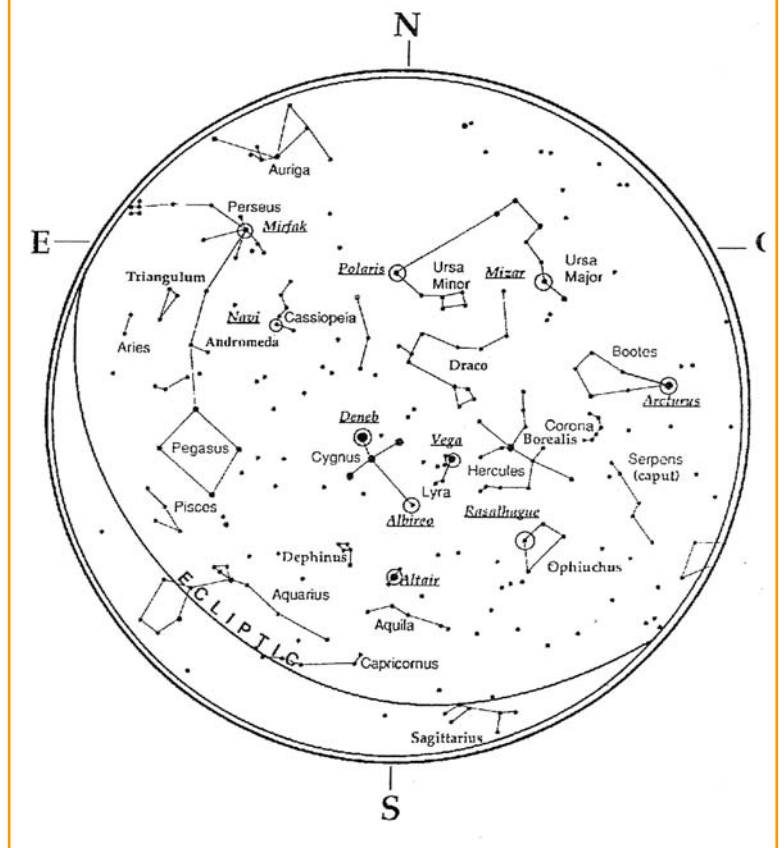 N
Auriga
Perseus
Mirfak
E
Polaris
Ursa
Minor
Mizar
Ursa
Major
Triangulum
Navi
Cassiopeia
Aries
Andromeda
Draco
Bootes
Arcturus
Deneb
Corona
Borealis
Pegasus
Cygnus
Vega
Hercules
Serpens
(caput)
Lyra
Pisces
Albireo
Rasalhague
Dephinus
Ophiuchus
Altair
Aquarius
ECLIPTIC
Aquila
Capricornus
Sagittarius
S